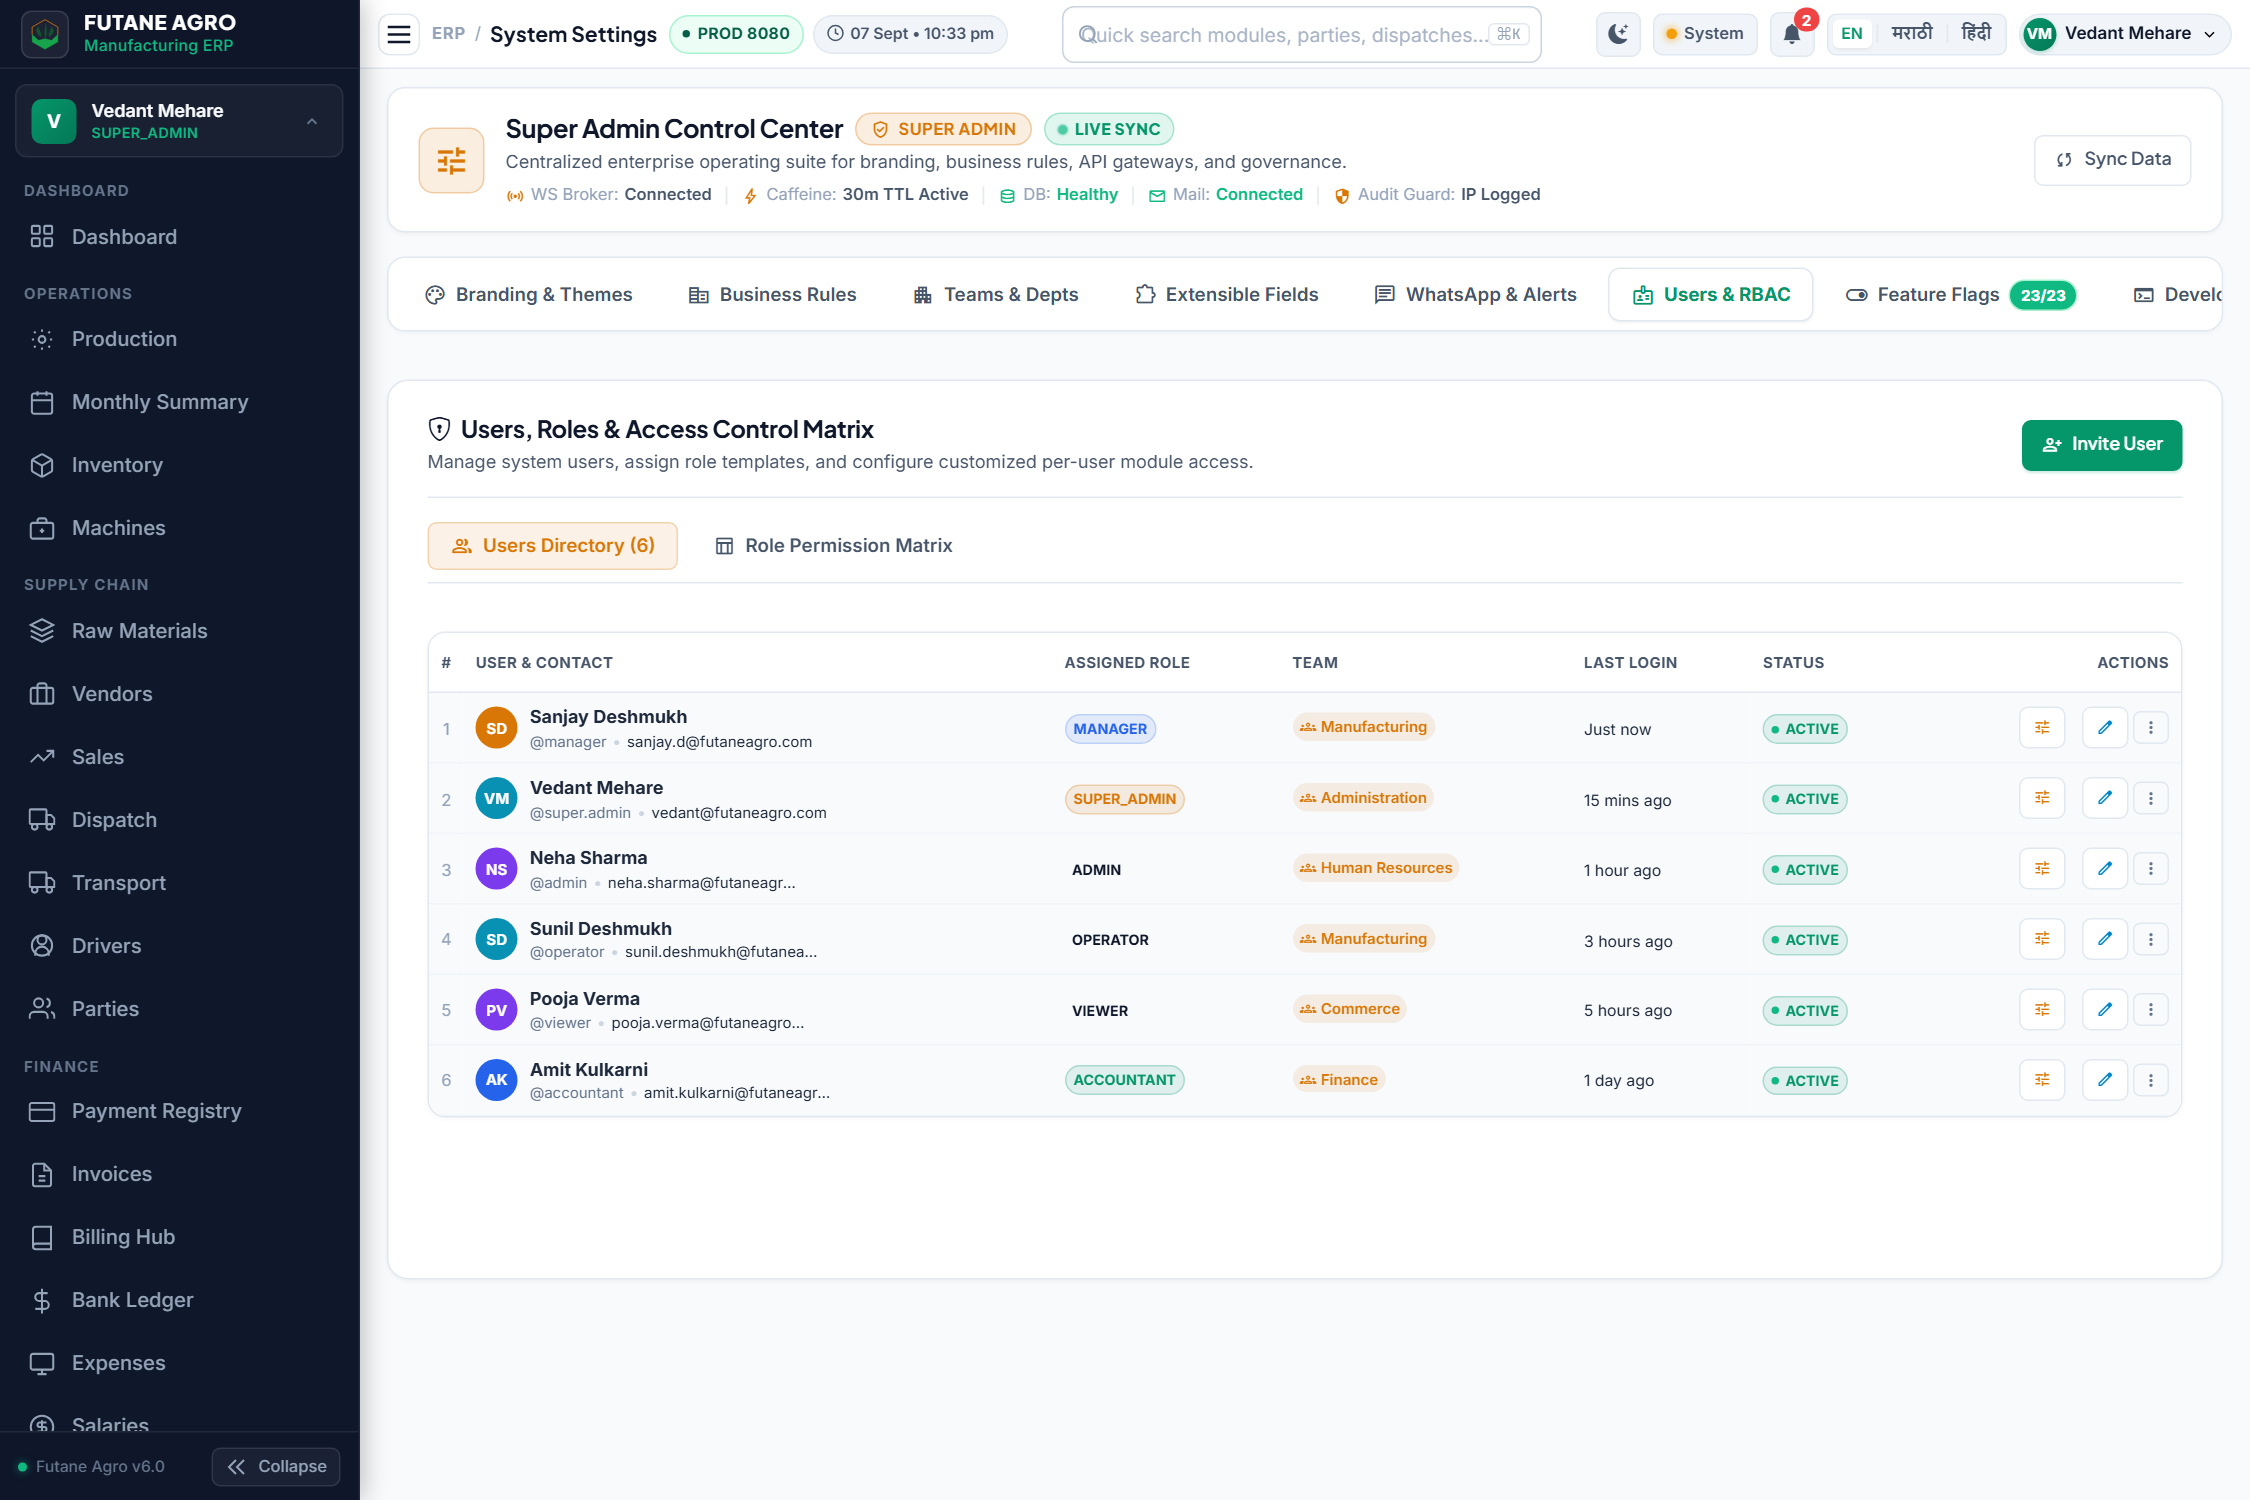 FUTANE AGRO
Manufacturing ERP
V
Vedant Mehare
SUPER_ADMIN
DASHBOARD
Dashboard
OPERATIONS
Production
Monthly Summary
Inventory
Machines
SUPPLY CHAIN
Raw Materials
Vendors
Sales
Dispatch
Transport
Drivers
Parties
FINANCE
Payment Registry
Invoices
Billing Hub
Bank Ledger
Expenses
Salaries
Futane Agro v6.0
Collapse
ERP / System Settings
PROD 8080
07 Sept • 10:33 pm
Quick search modules, parties, dispatches... ⌘K
System
2
EN मराठी हिंदी
VM Vedant Mehare
Super Admin Control Center
SUPER ADMIN
LIVE SYNC
Centralized enterprise operating suite for branding, business rules, API gateways, and governance.
WS Broker: Connected
Caffeine: 30m TTL Active
DB: Healthy
Mail: Connected
Audit Guard: IP Logged
Sync Data
Branding & Themes
Business Rules
Teams & Depts
Extensible Fields
WhatsApp & Alerts
Users & RBAC
Feature Flags 23/23
Users, Roles & Access Control Matrix
Manage system users, assign role templates, and configure customized per-user module access.
Invite User
Users Directory (6)
Role Permission Matrix
# USER & CONTACT ASSIGNED ROLE TEAM LAST LOGIN STATUS ACTIONS
1 SD Sanjay Deshmukh MANAGER Manufacturing Just now ACTIVE
@manager • sanjay.d@futaneagro.com
2 VM Vedant Mehare SUPER_ADMIN Administration 15 mins ago ACTIVE
@super.admin • vedant@futaneagro.com
3 NS Neha Sharma ADMIN Human Resources 1 hour ago ACTIVE
@admin • neha.sharma@futaneagr...
4 SD Sunil Deshmukh OPERATOR Manufacturing 3 hours ago ACTIVE
@operator • sunil.deshmukh@futanea...
5 PV Pooja Verma VIEWER Commerce 5 hours ago ACTIVE
@viewer • pooja.verma@futaneagro...
6 AK Amit Kulkarni ACCOUNTANT Finance 1 day ago ACTIVE
@accountant • amit.kulkarni@futaneagr...